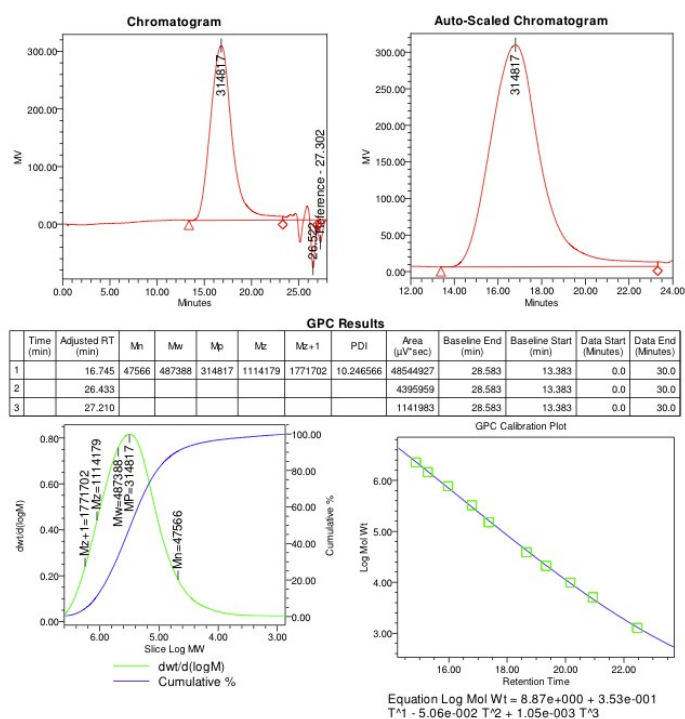 Chromatogram
Auto-Scaled Chromatogram
300.00
200.00
100.00
0.00
MV
314817
26.522
Reference - 27.302
0.00 5.00 10.00 15.00 20.00 25.00
Minutes
300.00
250.00
200.00
150.00
100.00
50.00
0.00
MV
314817
12.00 14.00 16.00 18.00 20.00 22.00 24.00
Minutes
GPC Results
Time (min) Adjusted RT (min) Mn Mw Mp Mz Mz+1 PDI Area (µV*sec) Baseline End (min) Baseline Start (min) Data Start (Minutes) Data End (Minutes)
1 16.745 47566 487388 314817 1114179 1771702 10.246566 48544927 28.583 13.383 0.0 30.0
2 26.433 4395959 28.583 13.383 0.0 30.0
3 27.210 1141983 28.583 13.383 0.0 30.0
0.80
0.60
0.40
0.20
0.00
dwt/d(logM)
Mz+1=1771702
Mz=1114179
Mw=487388
MP=314817
Mn=47566
100.00
80.00
60.00
40.00
20.00
0.00
Cumulative %
6.00 5.00 4.00 3.00
Slice Log MW
dwt/d(logM)
Cumulative %
GPC Calibration Plot
6.00
5.00
4.00
3.00
Log Mol Wt
16.00 18.00 20.00 22.00
Retention Time
Equation Log Mol Wt = 8.87e+000 + 3.53e-001
T^1 - 5.06e-002 T^2 + 1.05e-003 T^3